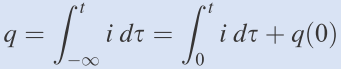 q = ∫_{-∞}^{t} i dτ = ∫_{0}^{t} i dτ + q(0)